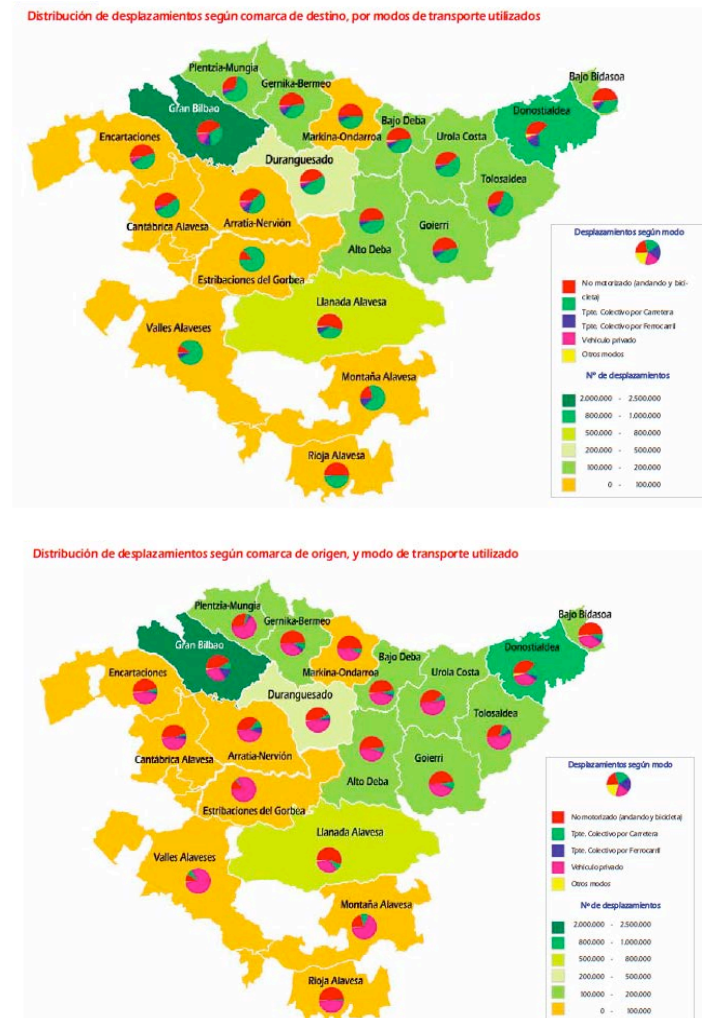 Distribución de desplazamientos según comarca de destino, por modos de transporte utilizados
Plentzia-Mungia
Gernika-Bermeo
Bajo Bidasoa
Gran Bilbao
Donostialdea
Encartaciones
Markina-Ondarroa
Bajo Deba
Urola Costa
Duranguesado
Tolosaldea
Cantábrica Alavesa
Arratia-Nervión
Alto Deba
Goierri
Estribaciones del Gorbea
Llanada Alavesa
Valles Alaveses
Montaña Alavesa
Rioja Alavesa
Desplazamientos según modo
No motorizado (andando y bici-
cleta)
Tpte. Colectivo por Carretera
Tpte. Colectivo por Ferrocarril
Vehículo privado
Otros modos
Nº de desplazamientos
2.000.000 - 2.500.000
800.000 - 1.000.000
500.000 - 800.000
200.000 - 500.000
100.000 - 200.000
0 - 100.000
Distribución de desplazamientos según comarca de origen, y modo de transporte utilizado
Plentzia-Mungia
Gernika-Bermeo
Bajo Bidasoa
Gran Bilbao
Donostialdea
Encartaciones
Markina-Ondarroa
Bajo Deba
Urola Costa
Duranguesado
Tolosaldea
Cantábrica Alavesa
Arratia-Nervión
Alto Deba
Goierri
Estribaciones del Gorbea
Llanada Alavesa
Valles Alaveses
Montaña Alavesa
Rioja Alavesa
Desplazamientos según modo
No motorizado (andando y bicicleta)
Tpte. Colectivo por Carretera
Tpte. Colectivo por Ferrocarril
Vehículo privado
Otros modos
Nº de desplazamientos
2.000.000 - 2.500.000
800.000 - 1.000.000
500.000 - 800.000
200.000 - 500.000
100.000 - 200.000
0 - 100.000